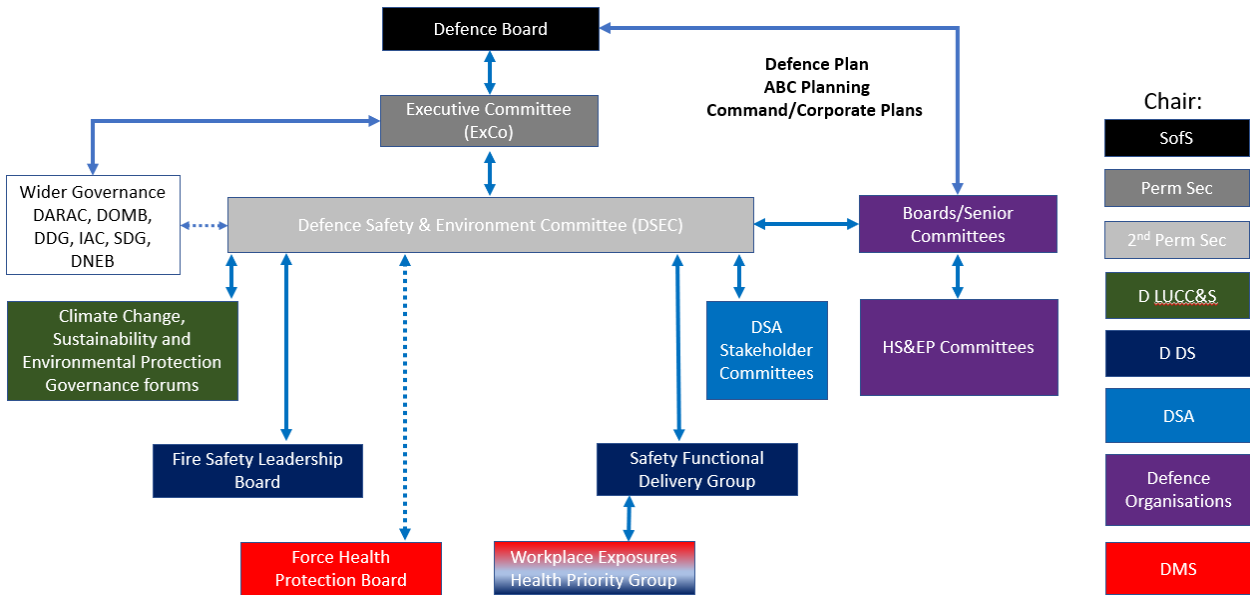 Defence Board
Defence Plan
ABC Planning
Command/Corporate Plans
Executive Committee
(ExCo)
Wider Governance
DARAC, DOMB,
DDG, IAC, SDG,
DNEB
Defence Safety & Environment Committee (DSEC)
Boards/Senior
Committees
Climate Change,
Sustainability and
Environmental Protection
Governance forums
DSA
Stakeholder
Committees
HS&EP Committees
Fire Safety Leadership
Board
Safety Functional
Delivery Group
Force Health
Protection Board
Workplace Exposures
Health Priority Group
Chair:
SofS
Perm Sec
2nd Perm Sec
D LUCC&S
D DS
DSA
Defence
Organisations
DMS